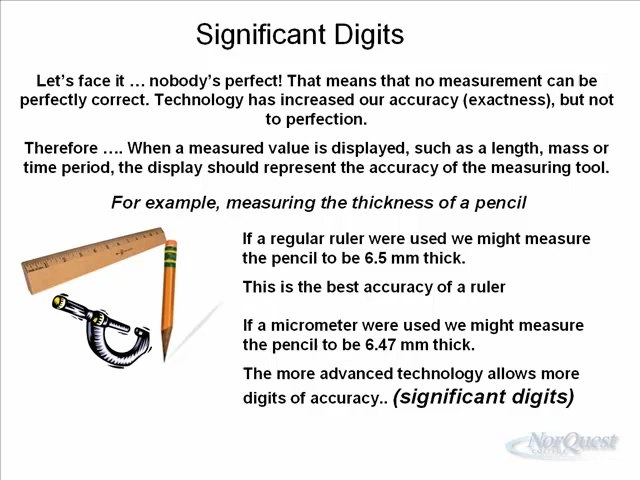 Significant Digits
Let's face it … nobody's perfect! That means that no measurement can be
perfectly correct. Technology has increased our accuracy (exactness), but not
to perfection.
Therefore …. When a measured value is displayed, such as a length, mass or
time period, the display should represent the accuracy of the measuring tool.
For example, measuring the thickness of a pencil
If a regular ruler were used we might measure
the pencil to be 6.5 mm thick.
This is the best accuracy of a ruler
If a micrometer were used we might measure
the pencil to be 6.47 mm thick.
The more advanced technology allows more
digits of accuracy.. (significant digits)
NorQuest